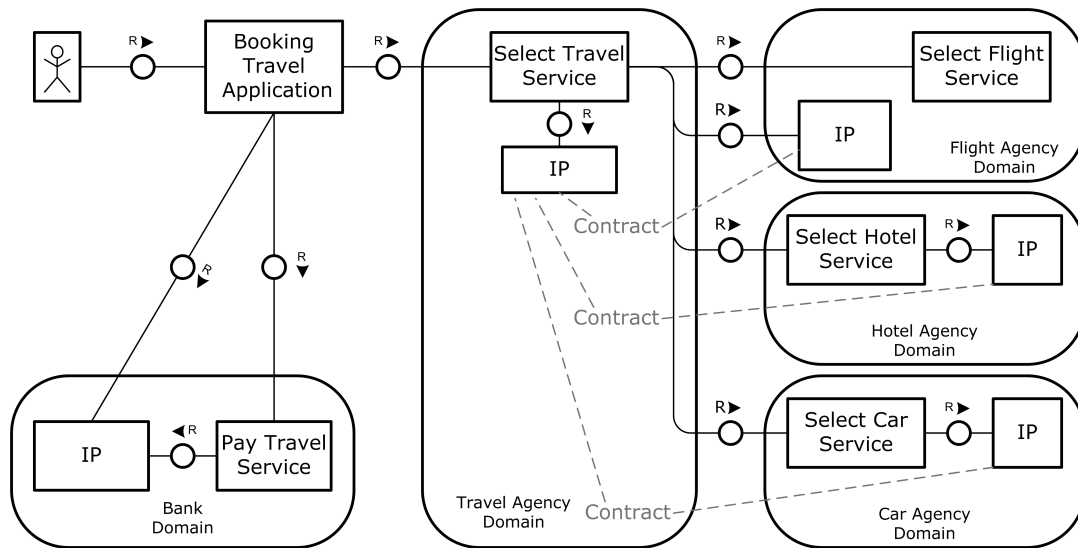 R
Booking
Travel
Application
R
Select Travel
Service
R
Select Flight
Service
R
R
IP
IP
Flight Agency
Domain
Contract
R
Select Hotel
Service
R
IP
R
R
Contract
Hotel Agency
Domain
R
Select Car
Service
R
IP
IP
R
Pay Travel
Service
Bank
Domain
Travel Agency
Domain
Contract
Car Agency
Domain